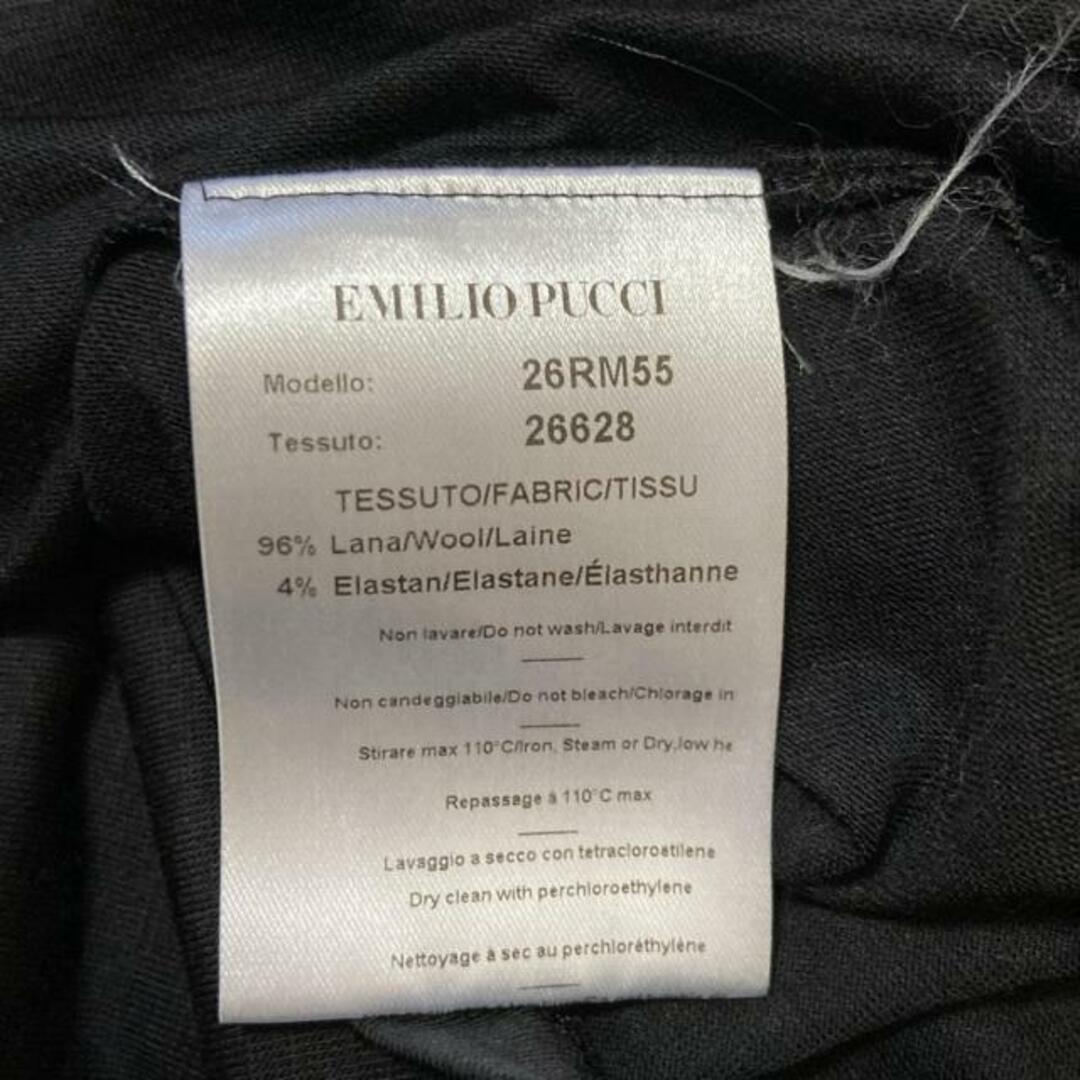 EMILIO PUCCI
Modello: 26RM55
Tessuto: 26628
TESSUTO/FABRIC/TISSU
96% Lana/Wool/Laine
4% Elastan/Elastane/Élasthanne
Non lavare/Do not wash/Lavage interdit
Non candeggiabile/Do not bleach/Chlorage in
Stirare max 110°C/Iron, Steam or Dry,low he
Repassage à 110°C max
Lavaggio a secco con tetracloroetilene
Dry clean with perchloroethylene
Nettoyage à sec au perchloréthylène